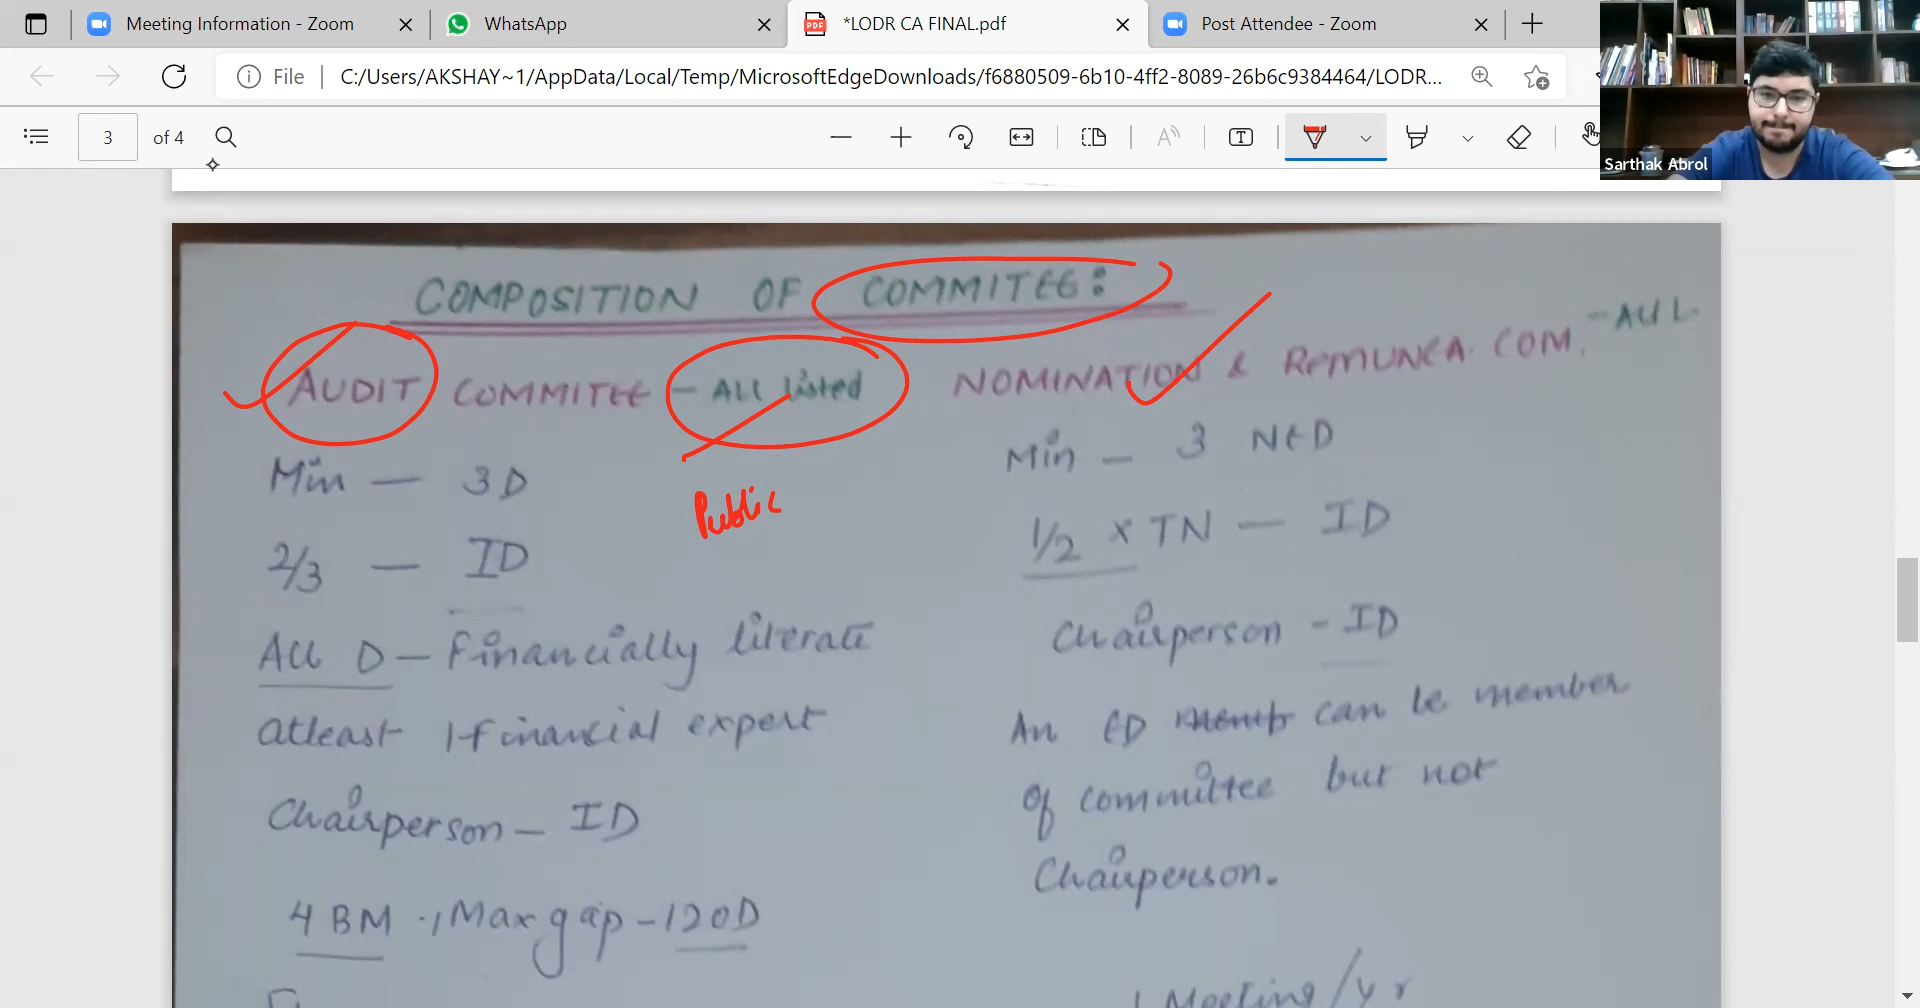 Meeting Information - Zoom
WhatsApp
*LODR CA FINAL.pdf
Post Attendee - Zoom
File
C:/Users/AKSHAY~1/AppData/Local/Temp/MicrosoftEdgeDownloads/f6880509-6b10-4ff2-8089-26b6c9384464/LODR...
3 of 4
Sarthak Abrol
COMPOSITION OF COMMITEE:
AUDIT COMMITEE - All listed
Public
Min - 3D
2/3 - ID
All D - Financially literate
atleast 1 financial expert
Chairperson - ID
4 BM ., Max gap - 120D
NOMINATION & REMUNEA. COM. - ALL
Min - 3 NED
1/2 x TN - ID
Chairperson - ID
An ED can be member
of committee but not
Chairperson.
1 Meeting/yr